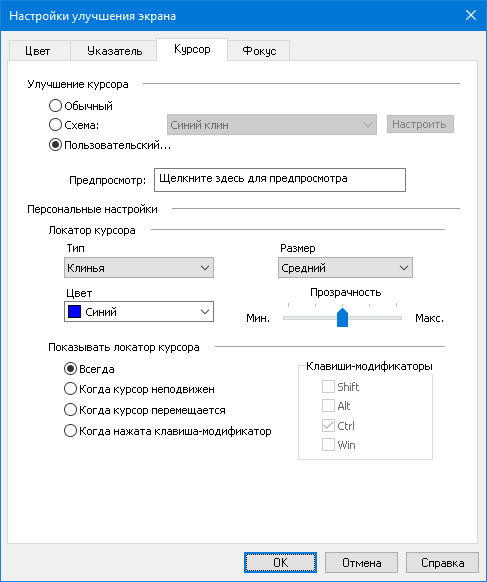 Настройки улучшения экрана
Цвет Указатель Курсор Фокус
Улучшение курсора
Обычный
Схема: Синий клин Настроить
Пользовательский...
Предпросмотр: Щелкните здесь для предпросмотра
Персональные настройки
Локатор курсора
Тип Размер
Клинья Средний
Цвет Прозрачность
Синий Мин. Макс.
Показывать локатор курсора
Всегда
Когда курсор неподвижен
Когда курсор перемещается
Когда нажата клавиша-модификатор
Клавиши-модификаторы
Shift
Alt
Ctrl
Win
OK Отмена Справка